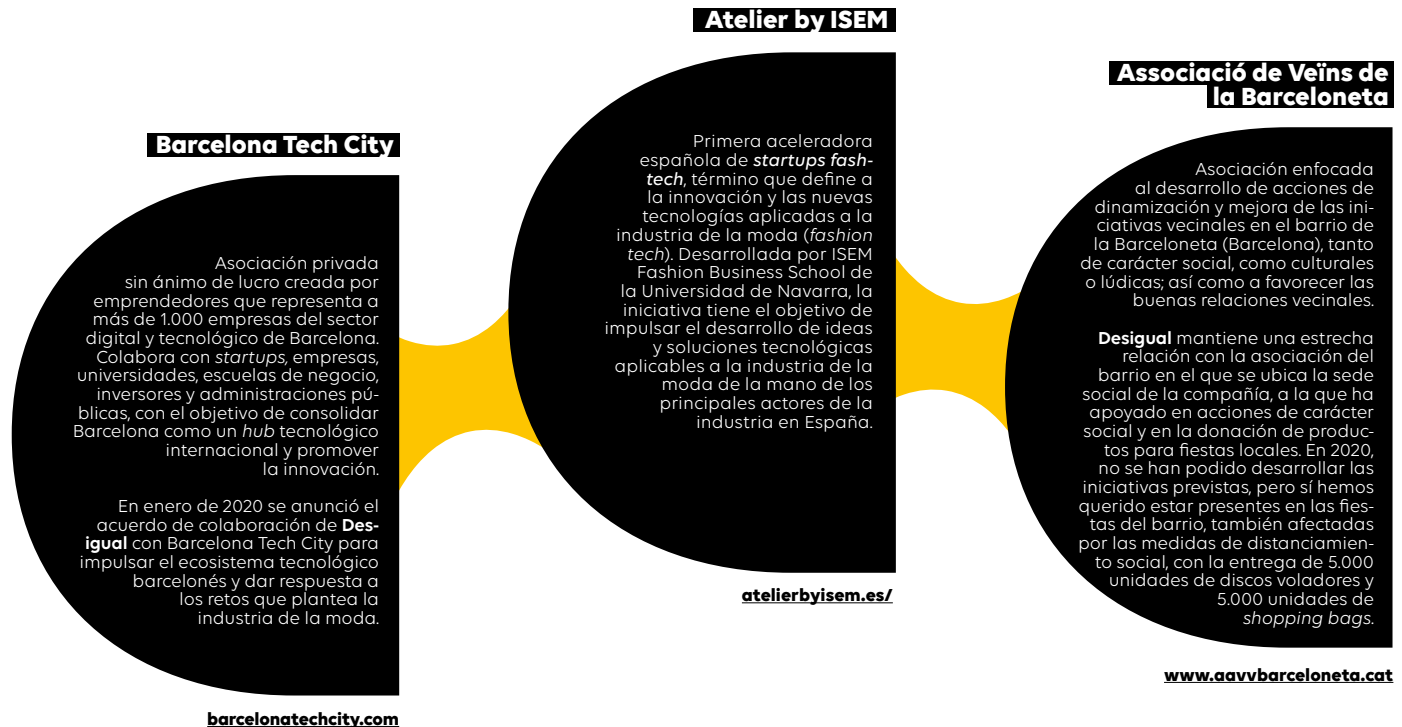 Barcelona Tech City
Asociación privada
sin ánimo de lucro creada por
emprendedores que representa a
más de 1.000 empresas del sector
digital y tecnológico de Barcelona.
Colabora con startups, empresas,
universidades, escuelas de negocio,
inversores y administraciones pú-
blicas, con el objetivo de consolidar
Barcelona como un hub tecnológico
internacional y promover
la innovación.
En enero de 2020 se anunció el
acuerdo de colaboración de Des-
igual con Barcelona Tech City para
impulsar el ecosistema tecnológico
barcelonés y dar respuesta a
los retos que plantea la
industria de la moda.
barcelonatechcity.com
Atelier by ISEM
Primera aceleradora
española de startups fash-
tech, término que define a
la innovación y las nuevas
tecnologías aplicadas a la
industria de la moda (fashion
tech). Desarrollada por ISEM
Fashion Business School de
la Universidad de Navarra, la
iniciativa tiene el objetivo de
impulsar el desarrollo de ideas
y soluciones tecnológicas
aplicables a la industria de la
moda de la mano de los
principales actores de la
industria en España.
atelierbyisem.es/
Associació de Veïns de
la Barceloneta
Asociación enfocada
al desarrollo de acciones de
dinamización y mejora de las ini-
ciativas vecinales en el barrio de
la Barceloneta (Barcelona), tanto
de carácter social, como culturales
o lúdicas; así como a favorecer las
buenas relaciones vecinales.
Desigual mantiene una estrecha
relación con la asociación del
barrio en el que se ubica la sede
social de la compañía, a la que ha
apoyado en acciones de carácter
social y en la donación de produc-
tos para fiestas locales. En 2020,
no se han podido desarrollar las
iniciativas previstas, pero sí hemos
querido estar presentes en las fies-
tas del barrio, también afectadas
por las medidas de distanciamien-
to social, con la entrega de 5.000
unidades de discos voladores y
5.000 unidades de
shopping bags.
www.aavvbarceloneta.cat